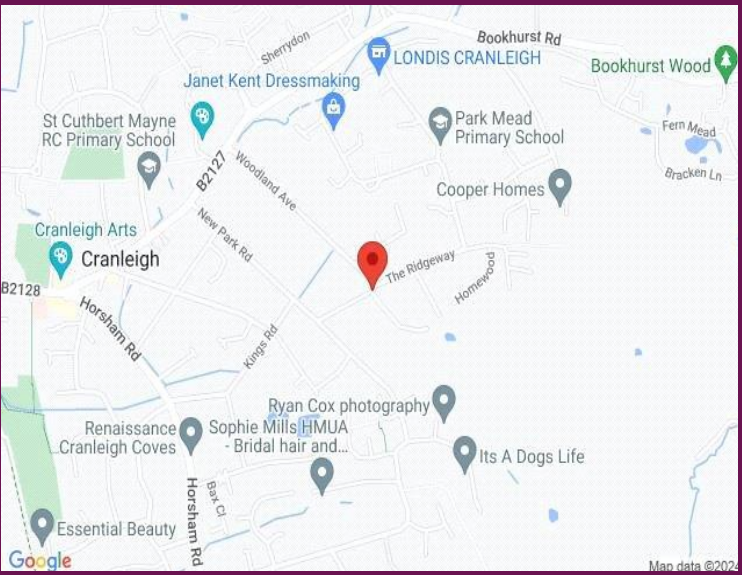 Bookhurst Rd
Sherrydon
LONDIS CRANLEIGH
Bookhurst Wood
Janet Kent Dressmaking
St Cuthbert Mayne
RC Primary School
Park Mead
Primary School
Fern Mead
B2127
Woodland Ave
Bracken Ln
Cooper Homes
New Park Rd
Cranleigh Arts
Cranleigh
The Ridgeway
Homewood
B2128
Horsham Rd
Kings Rd
Ryan Cox photography
Renaissance
Cranleigh Coves
Sophie Mills HMUA
- Bridal hair and...
Its A Dogs Life
Bax Cl
Horsham Rd
Essential Beauty
Google
Map data ©2024